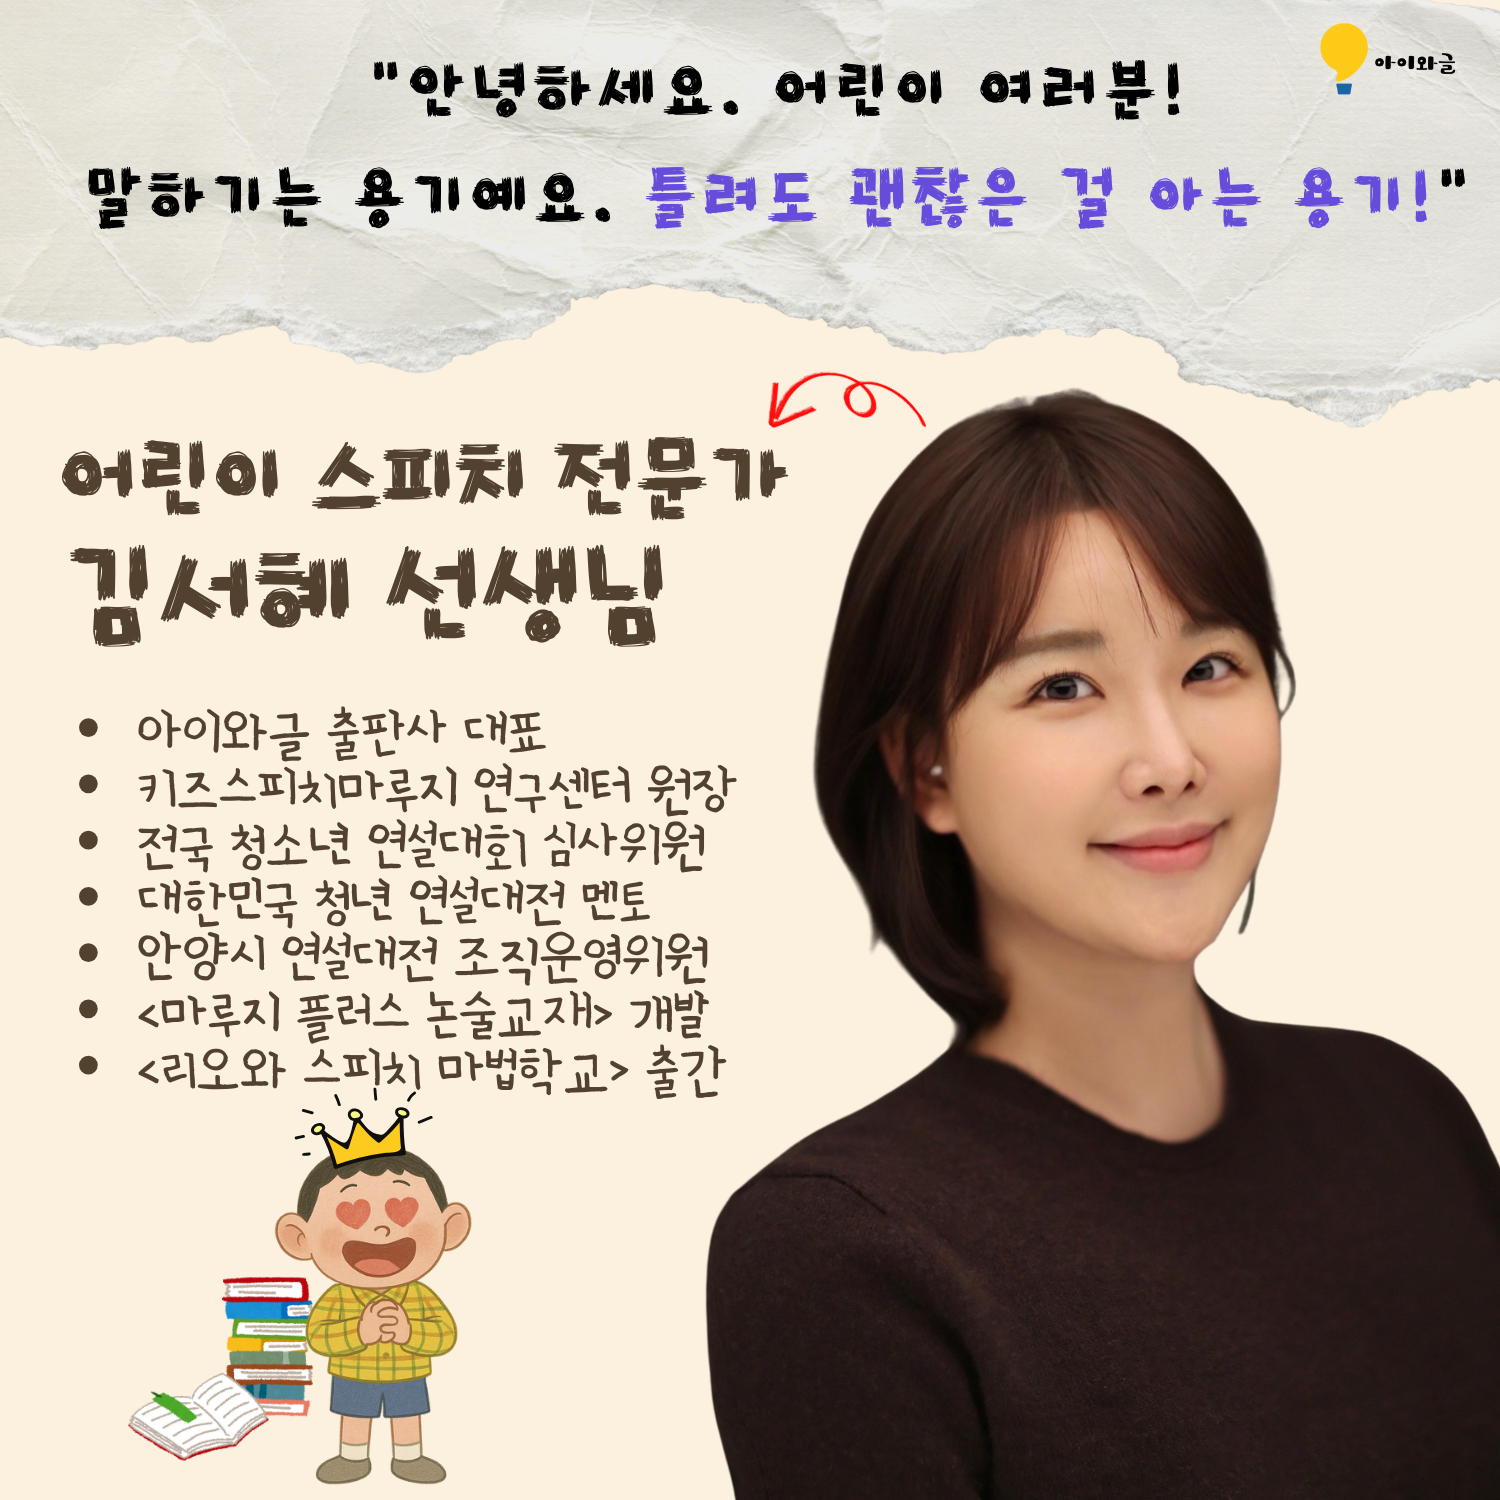 "안녕하세요. 어린이 여러분!
아이와글
말하기는 용기예요. 틀려도 괜찮은 걸 아는 용기!"
어린이 스피치 전문가
김서혜 선생님
• 아이와글 출판사 대표
• 키즈스피치마루지 연구센터 원장
• 전국 청소년 연설대회 심사위원
• 대한민국 청년 연설대전 멘토
• 안양시 연설대전 조직운영위원
• <마루지 플러스 논술교재> 개발
• <리오와 스피치 마법학교> 출간